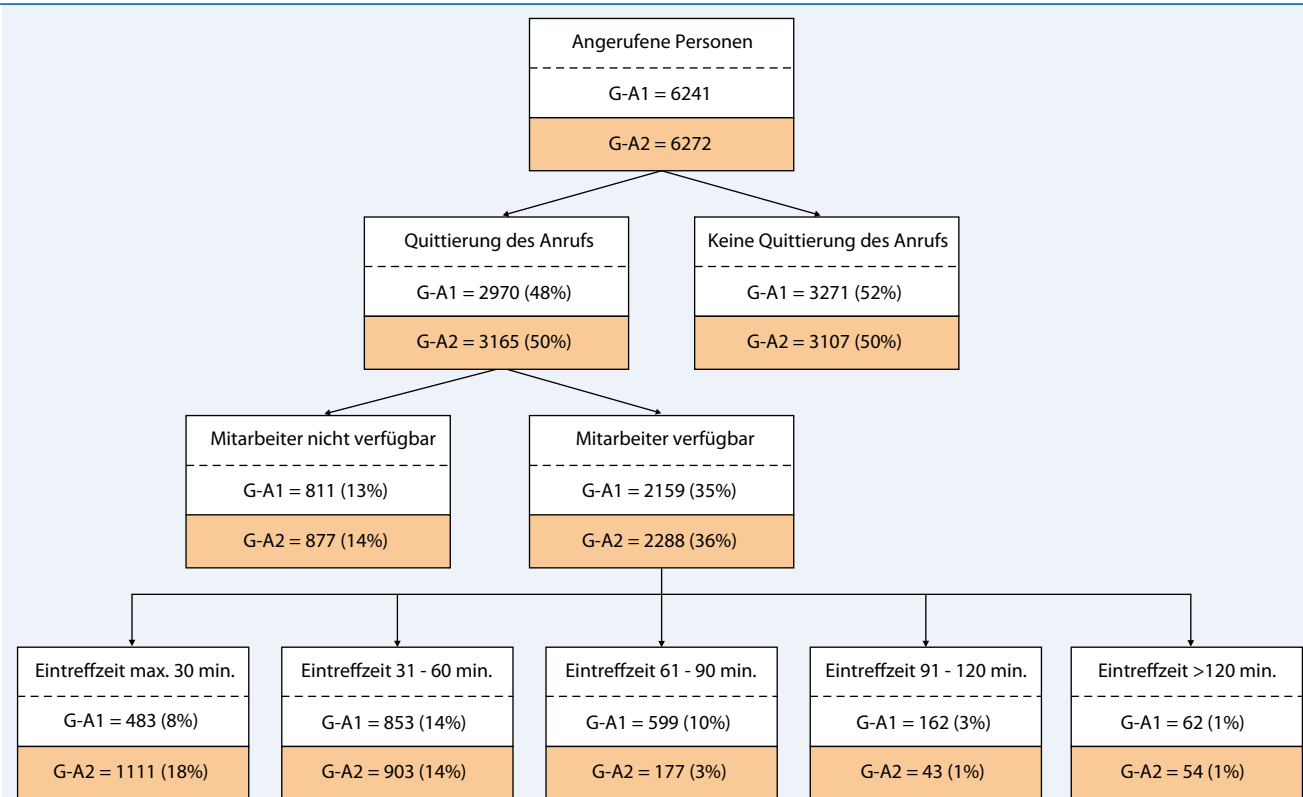 Angerufene Personen
G-A1 = 6241
G-A2 = 6272
Quittierung des Anrufs
G-A1 = 2970 (48%)
G-A2 = 3165 (50%)
Keine Quittierung des Anrufs
G-A1 = 3271 (52%)
G-A2 = 3107 (50%)
Mitarbeiter nicht verfügbar
G-A1 = 811 (13%)
G-A2 = 877 (14%)
Mitarbeiter verfügbar
G-A1 = 2159 (35%)
G-A2 = 2288 (36%)
Eintreffzeit max. 30 min.
G-A1 = 483 (8%)
G-A2 = 1111 (18%)
Eintreffzeit 31 - 60 min.
G-A1 = 853 (14%)
G-A2 = 903 (14%)
Eintreffzeit 61 - 90 min.
G-A1 = 599 (10%)
G-A2 = 177 (3%)
Eintreffzeit 91 - 120 min.
G-A1 = 162 (3%)
G-A2 = 43 (1%)
Eintreffzeit >120 min.
G-A1 = 62 (1%)
G-A2 = 54 (1%)